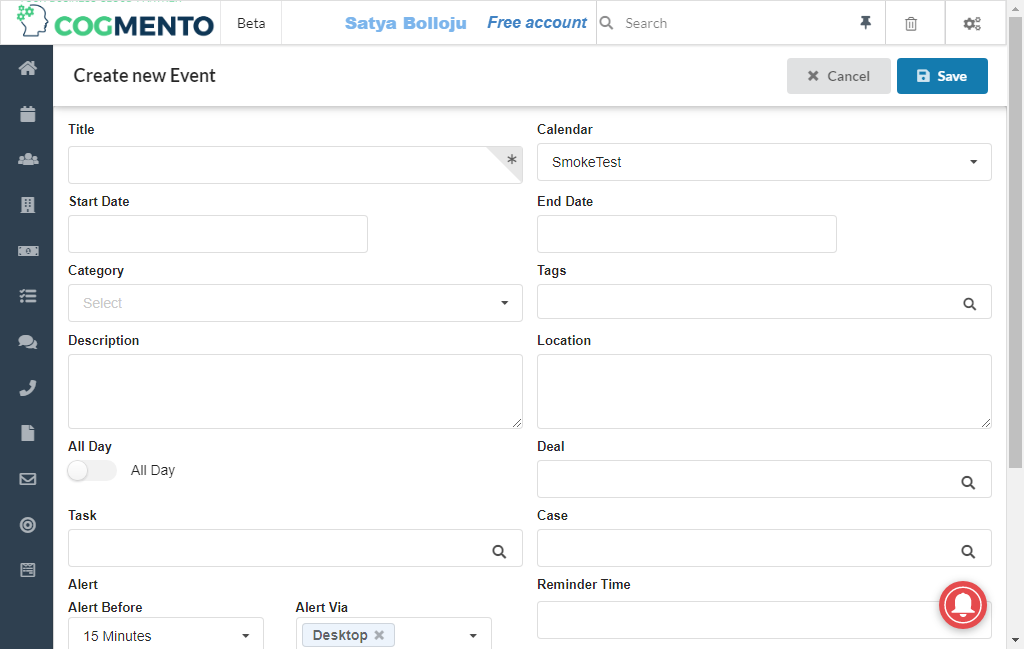 COGMENTO
Beta
Satya Bolloju
Free account
Search
Create new Event
Cancel
Save
Title
*
Calendar
SmokeTest
Start Date
End Date
Category
Select
Tags
Description
Location
All Day
All Day
Deal
Task
Case
Alert
Reminder Time
Alert Before
Alert Via
15 Minutes
Desktop